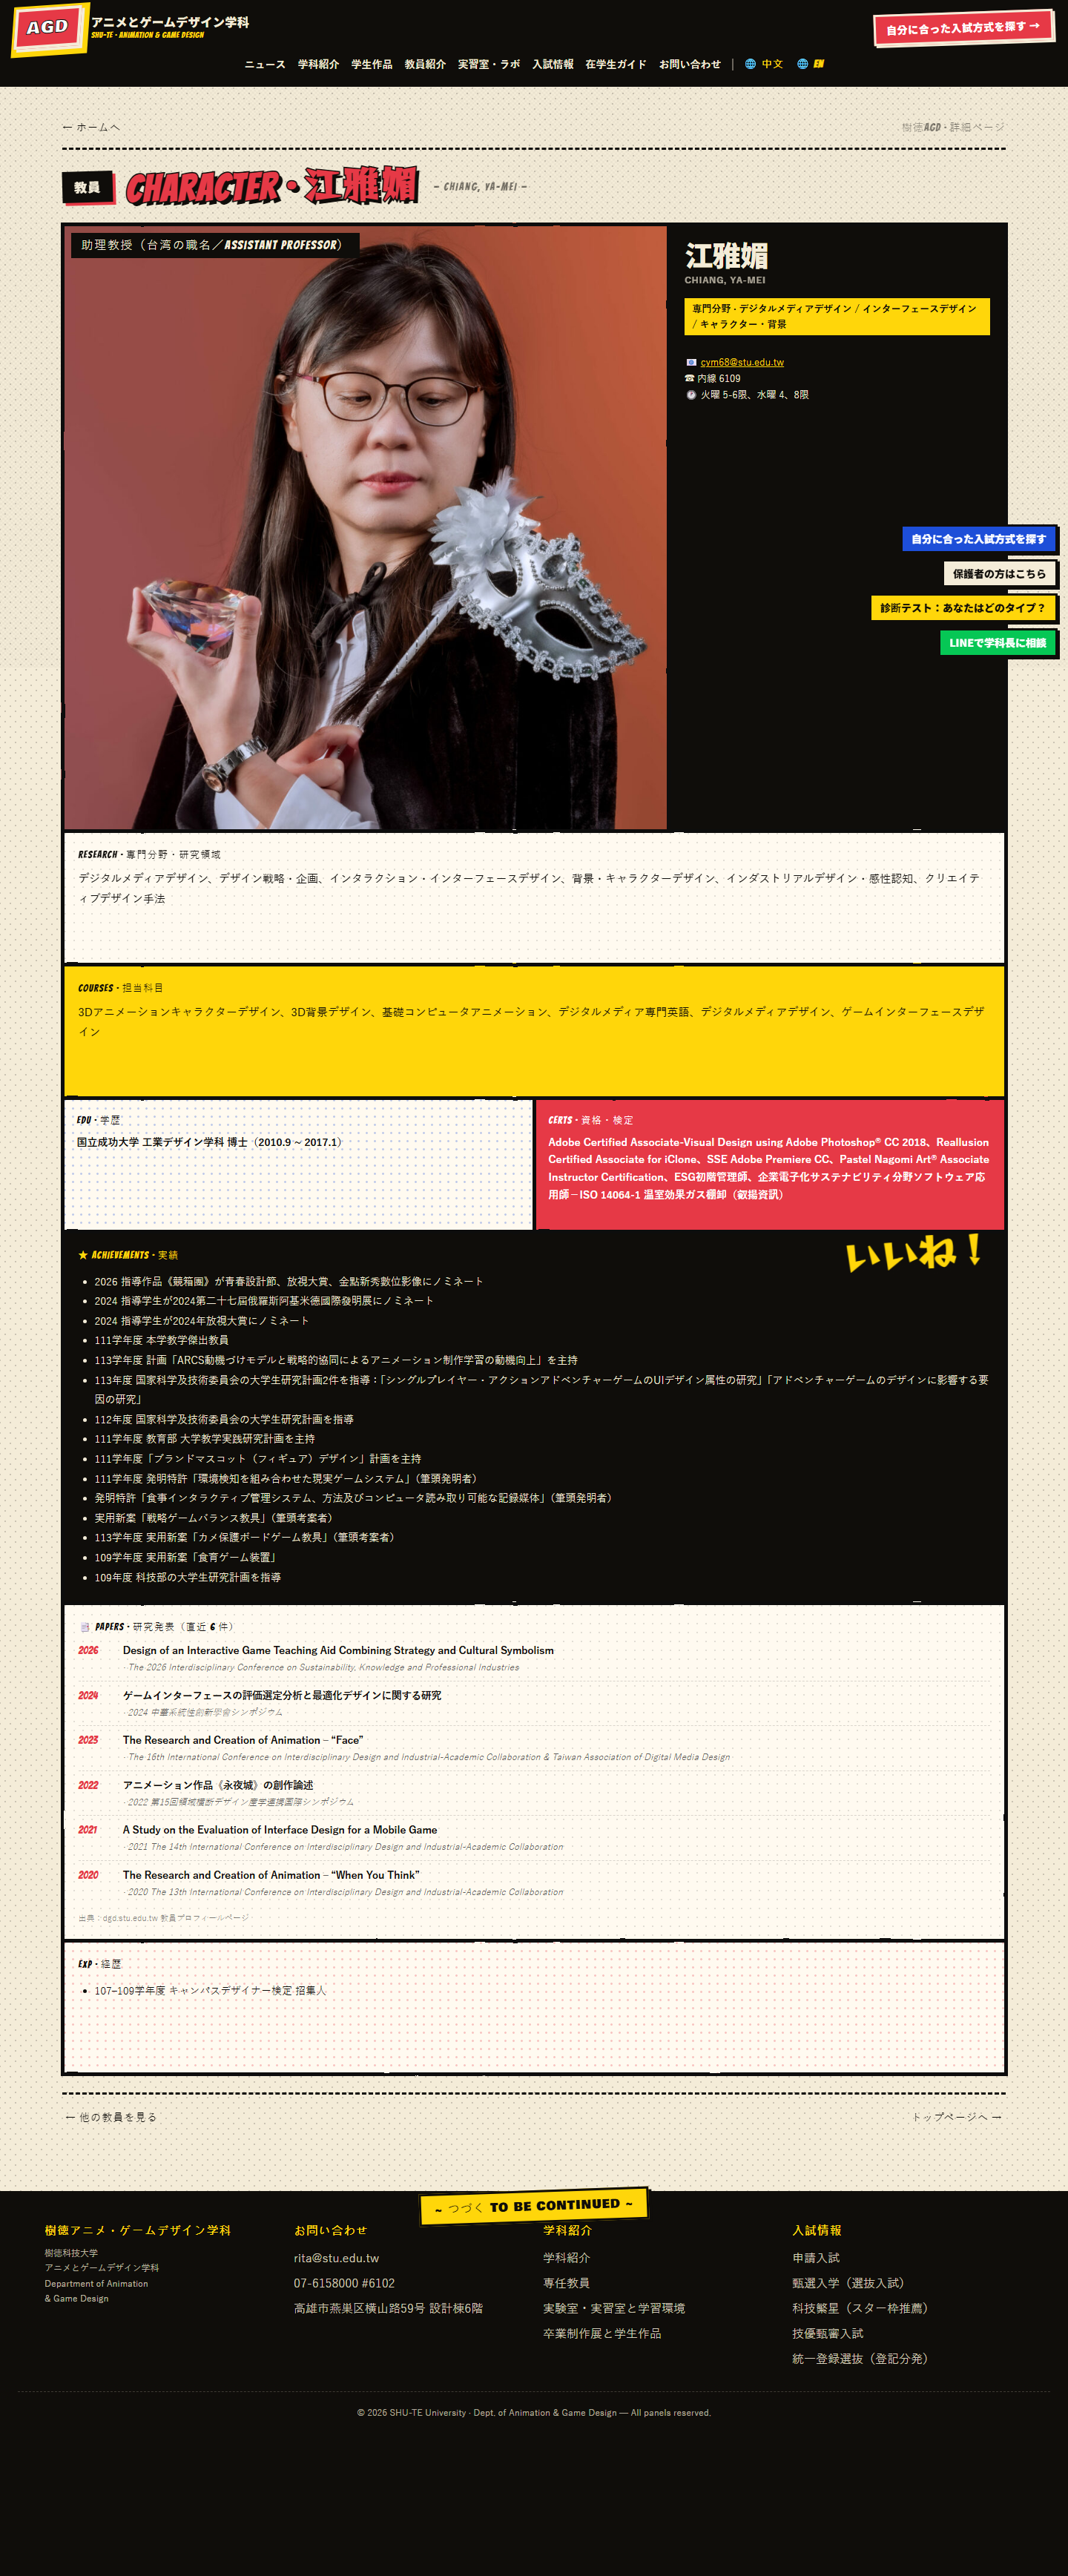 AGD
アニメとゲームデザイン学科
SHU-TE · ANIMATION & GAME DESIGN
自分に合った入試方式を探す →
ニュース 学科紹介 学生作品 教員紹介 実習室・ラボ 入試情報 在学生ガイド お問い合わせ | 🌐 中文 🌐 EN
← ホームへ
樹德AGD · 詳細ページ
教員
CHARACTER · 江雅媚
— CHIANG, YA-MEI —
助理教授（台湾の職名／ASSISTANT PROFESSOR）
江雅媚
CHIANG, YA-MEI
専門分野 · デジタルメディアデザイン / インターフェースデザイン
/ キャラクター・背景
📧 cym68@stu.edu.tw
☎ 内線 6109
🕐 火曜 5-6限、水曜 4、8限
自分に合った入試方式を探す
保護者の方はこちら
診断テスト：あなたはどのタイプ？
LINEで学科長に相談
RESEARCH · 専門分野・研究領域
デジタルメディアデザイン、デザイン戦略・企画、インタラクション・インターフェースデザイン、背景・キャラクターデザイン、インダストリアルデザイン・感性認知、クリエイテ
ィブデザイン手法
COURSES · 担当科目
3Dアニメーションキャラクターデザイン、3D背景デザイン、基礎コンピュータアニメーション、デジタルメディア専門英語、デジタルメディアデザイン、ゲームインターフェースデザ
イン
EDU · 学歴
国立成功大学 工業デザイン学科 博士（2010.9 ~ 2017.1）
CERTS · 資格・検定
Adobe Certified Associate-Visual Design using Adobe Photoshop® CC 2018、Reallusion
Certified Associate for iClone、SSE Adobe Premiere CC、Pastel Nagomi Art® Associate
Instructor Certification、ESG初階管理師、企業電子化サステナビリティ分野ソフトウェア応
用師－ISO 14064-1 温室効果ガス棚卸（叡揚資訊）
★ ACHIEVEMENTS · 実績
いいね！
• 2026 指導作品《競箱團》が青春設計節、放視大賞、金點新秀數位影像にノミネート
• 2024 指導学生が2024第二十七屆俄羅斯阿基米德國際發明展にノミネート
• 2024 指導学生が2024年放視大賞にノミネート
• 111学年度 本学教学傑出教員
• 113学年度 計画「ARCS動機づけモデルと戦略的協同によるアニメーション制作学習の動機向上」を主持
• 113年度 国家科学及技術委員会の大学生研究計画2件を指導：「シングルプレイヤー・アクションアドベンチャーゲームのUIデザイン属性の研究」「アドベンチャーゲームのデザインに影響する要
因の研究」
• 112年度 国家科学及技術委員会の大学生研究計画を指導
• 111学年度 教育部 大学教学実践研究計画を主持
• 111学年度「ブランドマスコット（フィギュア）デザイン」計画を主持
• 111学年度 発明特許「環境検知を組み合わせた現実ゲームシステム」（筆頭発明者）
• 発明特許「食事インタラクティブ管理システム、方法及びコンピュータ読み取り可能な記録媒体」（筆頭発明者）
• 実用新案「戦略ゲームバランス教具」（筆頭考案者）
• 113学年度 実用新案「カメ保護ボードゲーム教具」（筆頭考案者）
• 109学年度 実用新案「食育ゲーム装置」
• 109年度 科技部の大学生研究計画を指導
📄 PAPERS · 研究発表（直近 6 件）
2026 Design of an Interactive Game Teaching Aid Combining Strategy and Cultural Symbolism
· The 2026 Interdisciplinary Conference on Sustainability, Knowledge and Professional Industries
2024 ゲームインターフェースの評価選定分析と最適化デザインに関する研究
· 2024 中華系統性創新學會シンポジウム
2023 The Research and Creation of Animation – “Face”
· The 16th International Conference on Interdisciplinary Design and Industrial-Academic Collaboration & Taiwan Association of Digital Media Design
2022 アニメーション作品《永夜城》の創作論述
· 2022 第15回領域横断デザイン産学連携国際シンポジウム
2021 A Study on the Evaluation of Interface Design for a Mobile Game
· 2021 The 14th International Conference on Interdisciplinary Design and Industrial-Academic Collaboration
2020 The Research and Creation of Animation – “When You Think”
· 2020 The 13th International Conference on Interdisciplinary Design and Industrial-Academic Collaboration
出典：dgd.stu.edu.tw 教員プロフィールページ
EXP · 経歴
• 107–109学年度 キャンパスデザイナー検定 招集人
← 他の教員を見る
トップページへ →
~ つづく TO BE CONTINUED ~
樹徳アニメ・ゲームデザイン学科
樹德科技大学
アニメとゲームデザイン学科
Department of Animation
& Game Design
お問い合わせ
rita@stu.edu.tw
07-6158000 #6102
高雄市燕巣区横山路59号 設計棟6階
学科紹介
学科紹介
専任教員
実験室・実習室と学習環境
卒業制作展と学生作品
入試情報
申請入試
甄選入学（選抜入試）
科技繁星（スター枠推薦）
技優甄審入試
統一登録選抜（登記分発）
© 2026 SHU-TE University · Dept. of Animation & Game Design — All panels reserved.